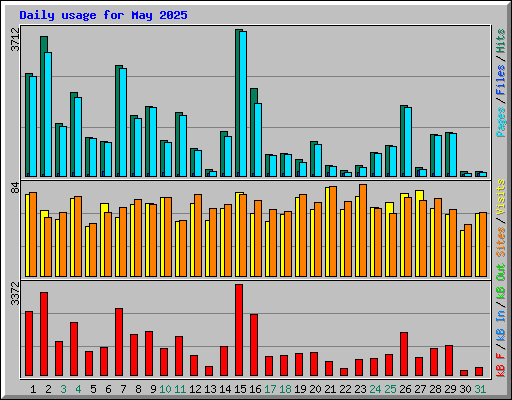 Daily usage for May 2025
3712
84
3372
Pages / Files / Hits
kB F / kB In / kB Out Sites / Visits
1 2 3 4 5 6 7 8 9 10 11 12 13 14 15 16 17 18 19 20 21 22 23 24 25 26 27 28 29 30 31